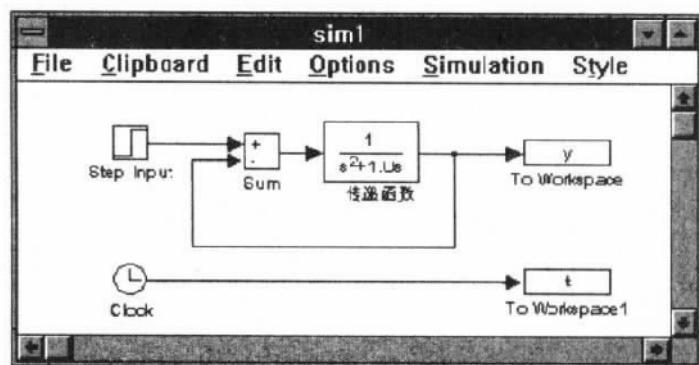 sim1
File Clipboard Edit Options Simulation Style
+
-
1
s²+1.0s
y
Step Input
Sum
传递函数
To Workspace
t
Clock
To Workspace1